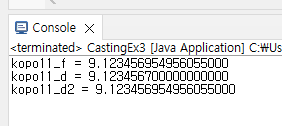 Console
<terminated> CastingEx3 [Java Application] C:₩Us
kopo11_f = 9.123456954956055000
kopo11_d = 9.123456700000000000
kopo11_d2 = 9.123456954956055000